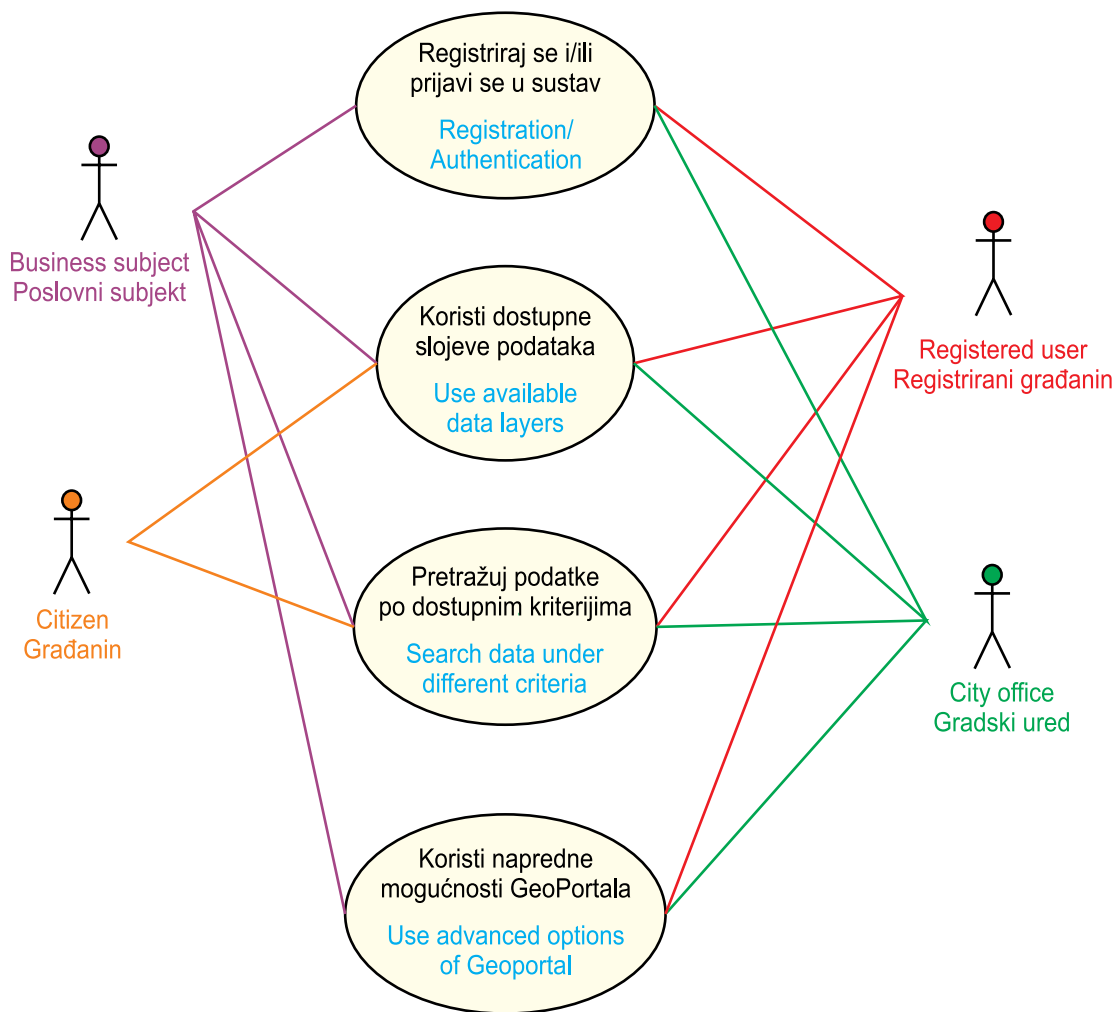 Registriraj se i/ili
prijavi se u sustav
Registration/
Authentication
Business subject
Poslovni subjekt
Koristi dostupne
slojeve podataka
Use available
data layers
Registered user
Registrirani građanin
Citizen
Građanin
Pretražuj podatke
po dostupnim kriterijima
Search data under
different criteria
City office
Gradski ured
Koristi napredne
mogućnosti GeoPortala
Use advanced options
of Geoportal